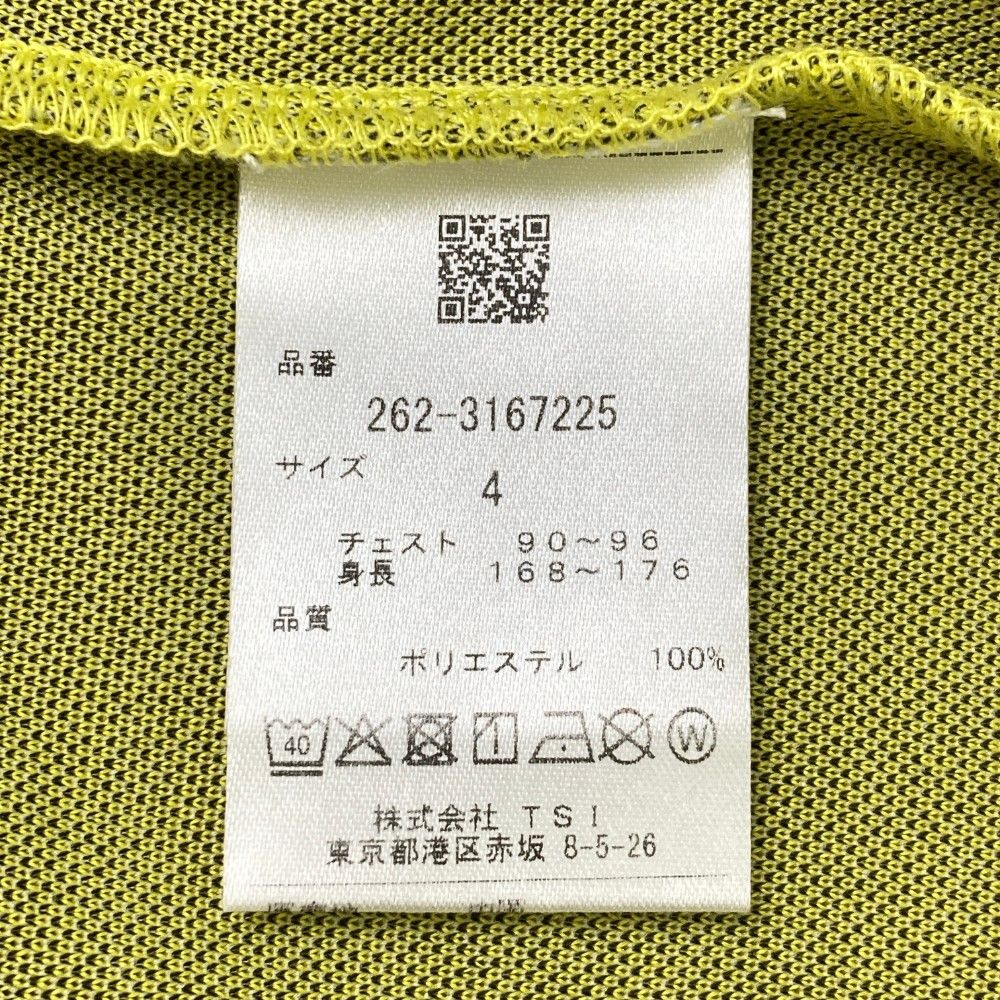 品番
262-3167225
サイズ
4
チェスト 90～96
身長 168～176
品質
ポリエステル 100%
40
W
株式会社 TSI
東京都港区赤坂 8-5-26